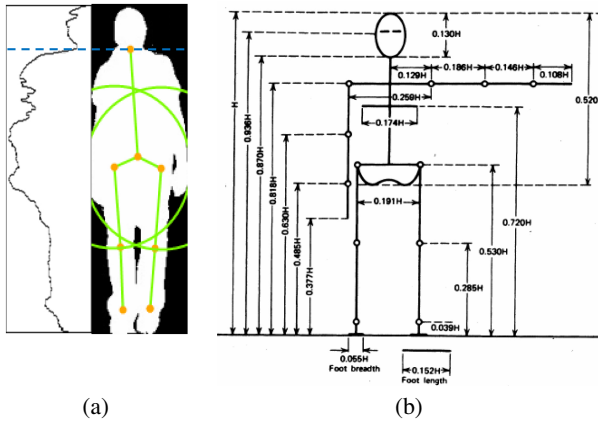 0.130H
0.129H
0.186H
0.146H
0.108H
0.259H
0.520H
0.174H
H
0.936H
0.870H
0.818H
0.630H
0.485H
0.377H
0.191H
0.720H
0.530H
0.285H
0.039H
0.055H
Foot breadth
0.152H
Foot length
(a)
(b)